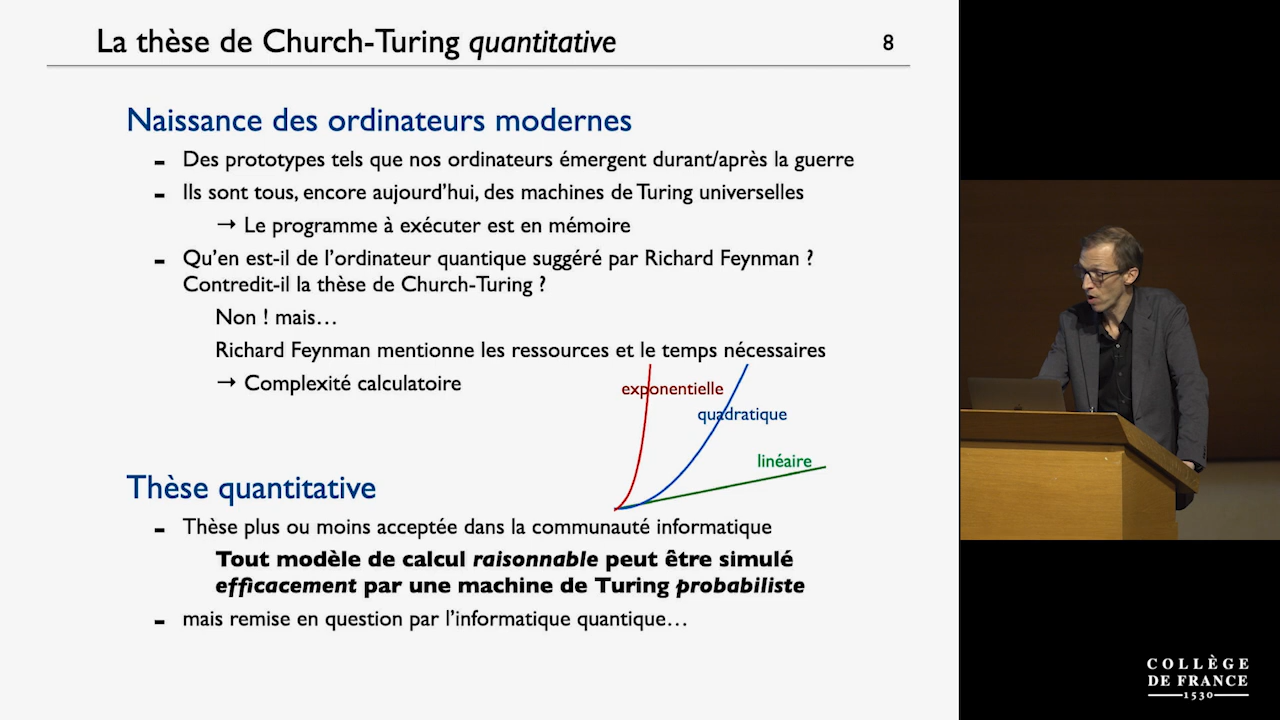 La thèse de Church-Turing quantitative
8
Naissance des ordinateurs modernes
- Des prototypes tels que nos ordinateurs émergent durant/après la guerre
- Ils sont tous, encore aujourd'hui, des machines de Turing universelles
→ Le programme à exécuter est en mémoire
- Qu'en est-il de l'ordinateur quantique suggéré par Richard Feynman ?
Contredit-il la thèse de Church-Turing ?
Non ! mais…
Richard Feynman mentionne les ressources et le temps nécessaires
→ Complexité calculatoire
exponentielle
quadratique
linéaire
Thèse quantitative
- Thèse plus ou moins acceptée dans la communauté informatique
Tout modèle de calcul raisonnable peut être simulé
efficacement par une machine de Turing probabiliste
- mais remise en question par l'informatique quantique…
COLLÈGE
DE FRANCE
1530